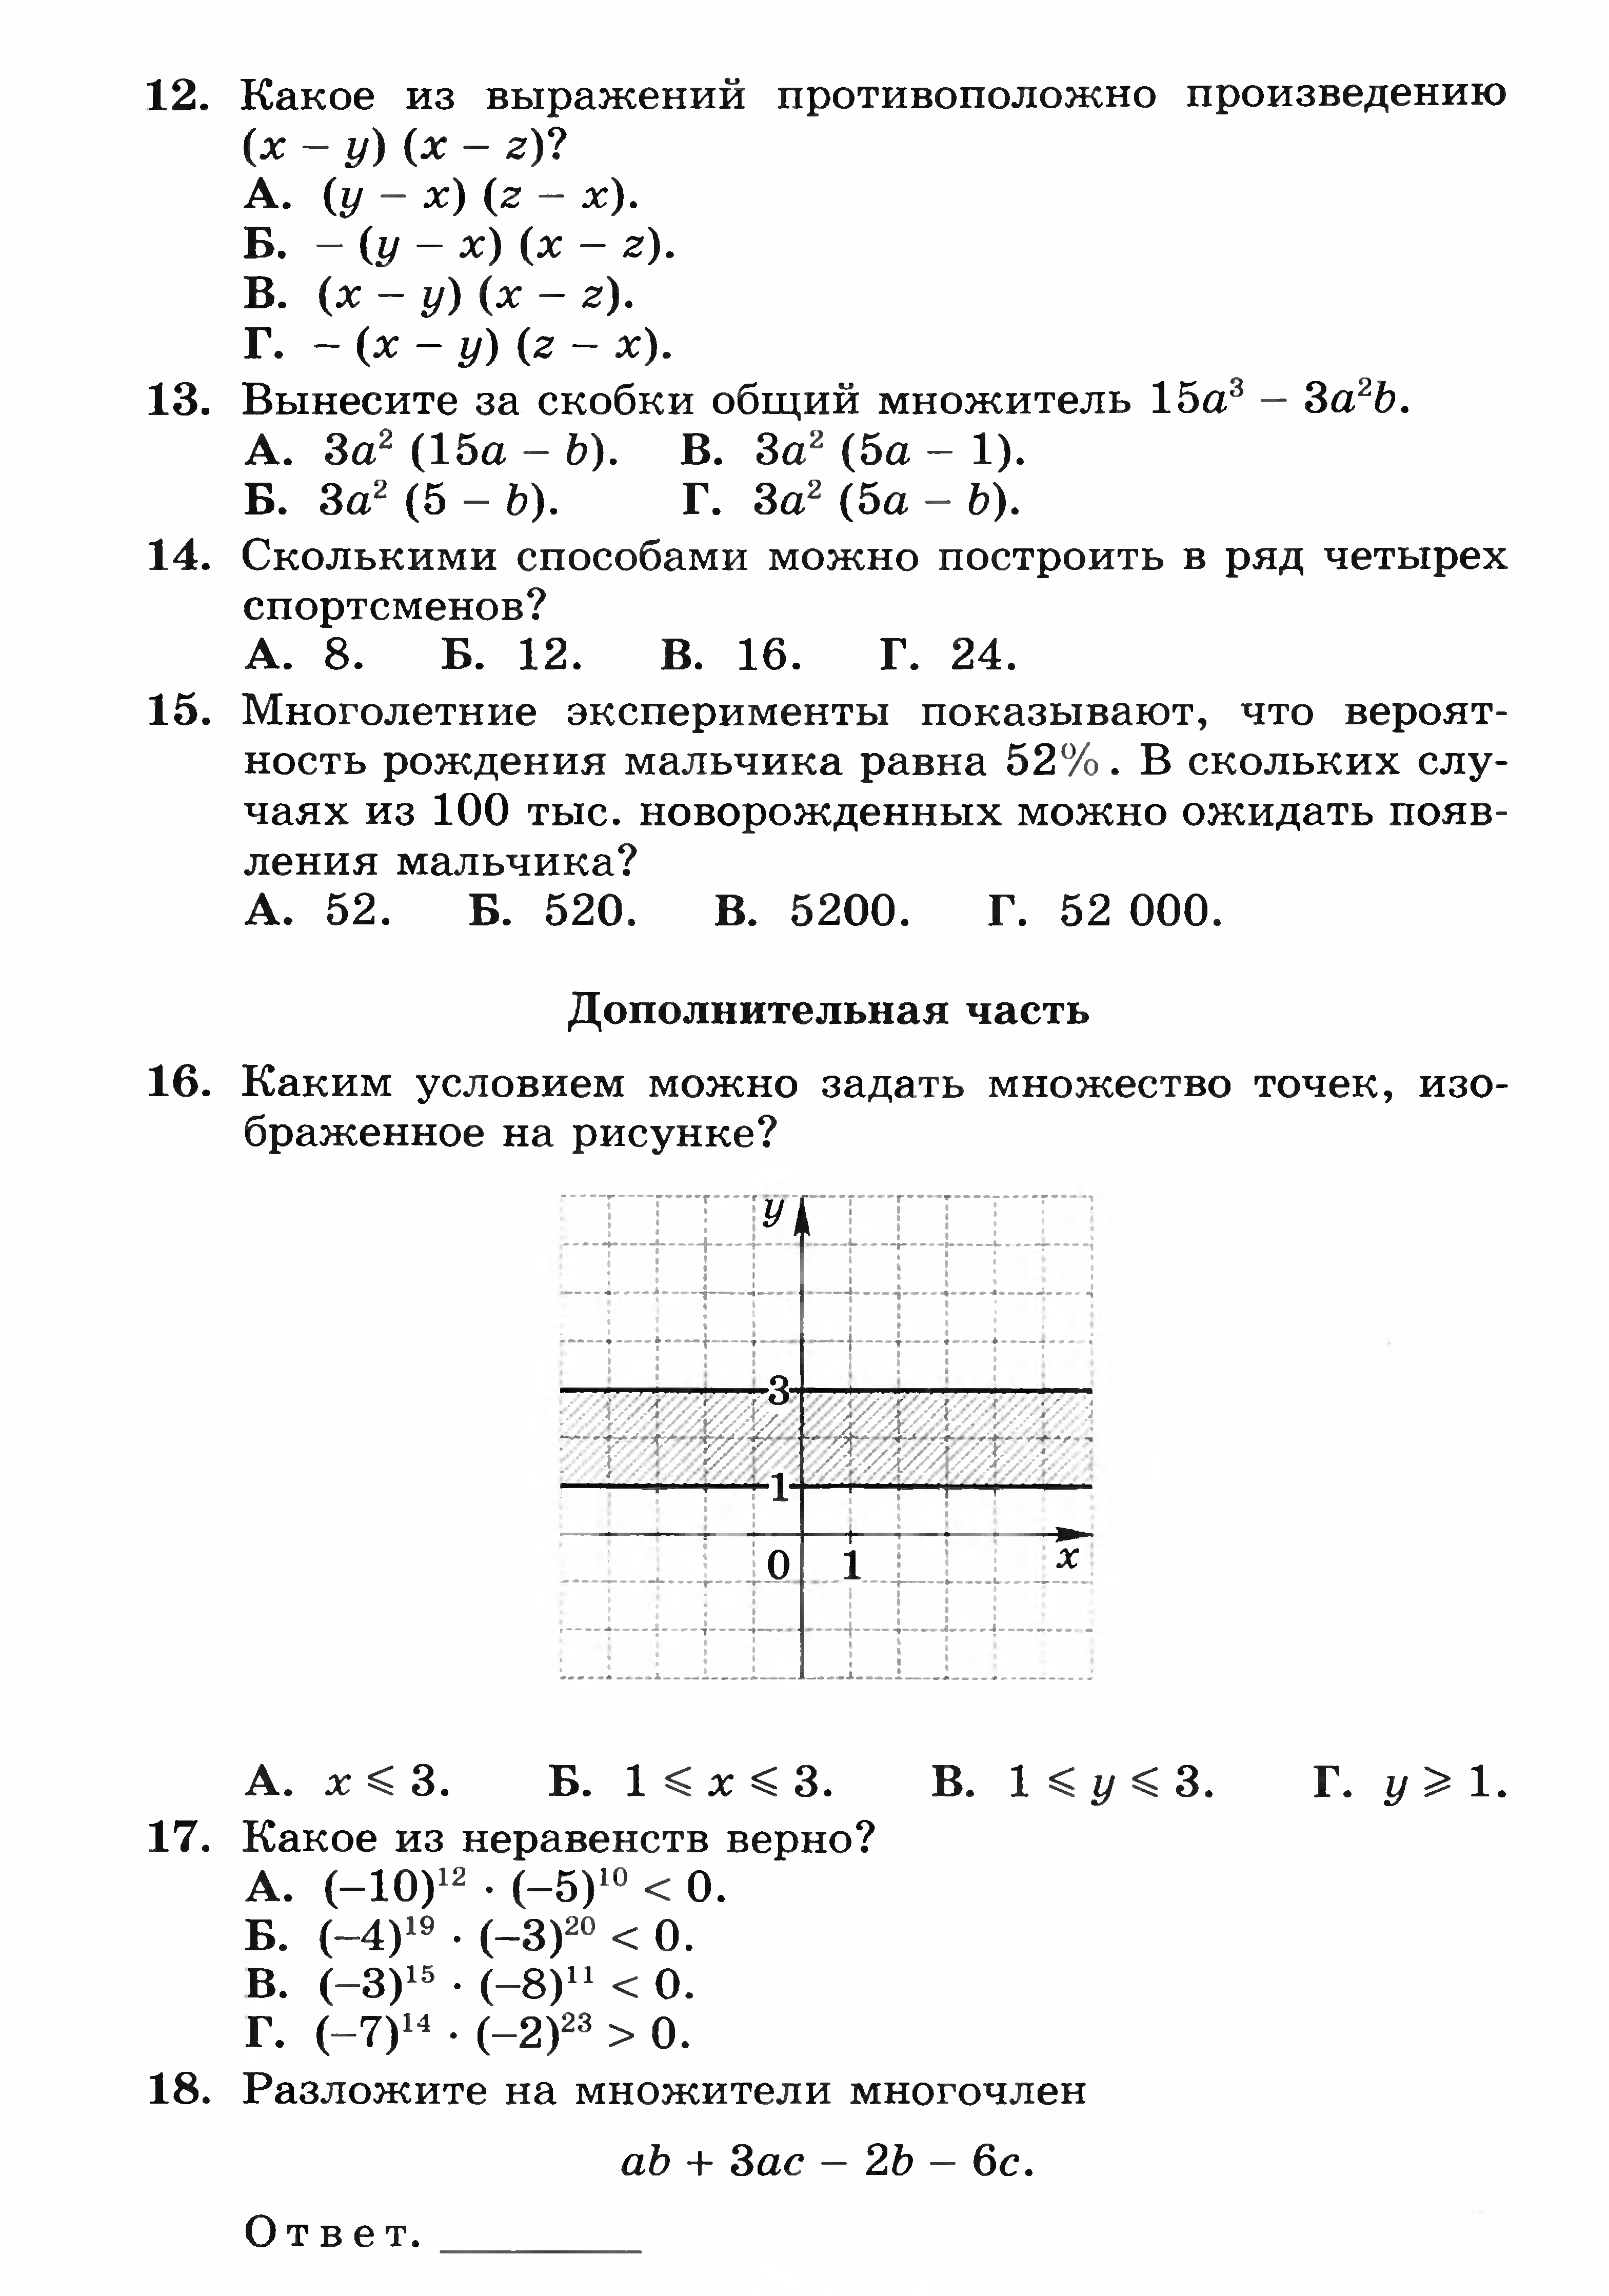 12. Какое из выражений противоположно произведению
(x − y) (x − z)?
А. (y − x) (z − x).
Б. − (y − x) (x − z).
В. (x − y) (x − z).
Г. − (x − y) (z − x).
13. Вынесите за скобки общий множитель 15a³ − 3a²b.
А. 3a² (15a − b). В. 3a² (5a − 1).
Б. 3a² (5 − b). Г. 3a² (5a − b).
14. Сколькими способами можно построить в ряд четырех
спортсменов?
А. 8. Б. 12. В. 16. Г. 24.
15. Многолетние эксперименты показывают, что вероят-
ность рождения мальчика равна 52%. В скольких слу-
чаях из 100 тыс. новорожденных можно ожидать появ-
ления мальчика?
А. 52. Б. 520. В. 5200. Г. 52 000.
Дополнительная часть
16. Каким условием можно задать множество точек, изо-
браженное на рисунке?
y
3
1
0 1 x
А. x ⩽ 3. Б. 1 ⩽ x ⩽ 3. В. 1 ⩽ y ⩽ 3. Г. y ⩾ 1.
17. Какое из неравенств верно?
А. (−10)¹² · (−5)¹⁰ < 0.
Б. (−4)¹⁹ · (−3)²⁰ < 0.
В. (−3)¹⁵ · (−8)¹¹ < 0.
Г. (−7)¹⁴ · (−2)²³ > 0.
18. Разложите на множители многочлен
ab + 3ac − 2b − 6c.
Ответ. ________